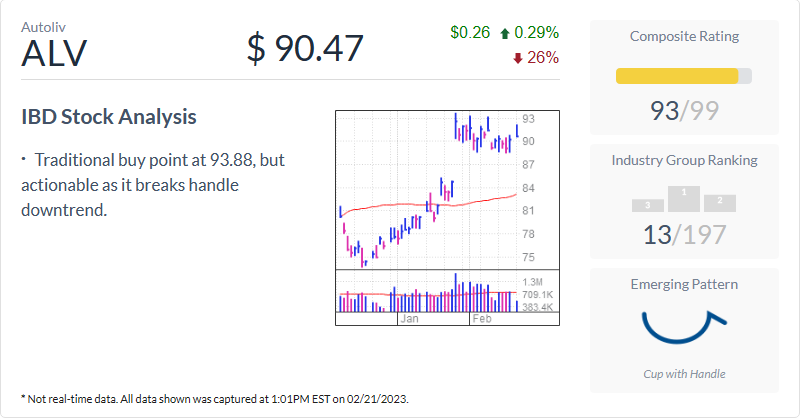 Autoliv
ALV
$ 90.47
$0.26 0.29%
26%
Composite Rating
93/99
IBD Stock Analysis
· Traditional buy point at 93.88, but
actionable as it breaks handle
downtrend.
93
90
87
84
81
78
75
1.3M
709.1K
383.4K
Jan
Feb
Industry Group Ranking
3
1
2
13/197
Emerging Pattern
Cup with Handle
* Not real-time data. All data shown was captured at 1:01PM EST on 02/21/2023.